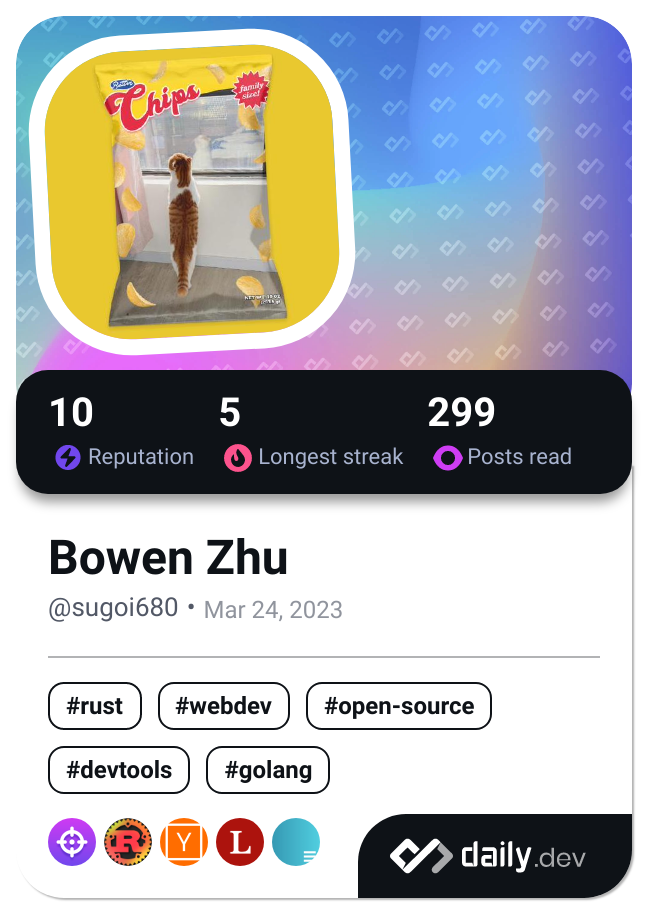 Chips
family
size!
10
5
299
Reputation
Longest streak
Posts read
Bowen Zhu
@sugoi680 • Mar 24, 2023
#rust
#webdev
#open-source
#devtools
#golang
R
Y
L
daily.dev